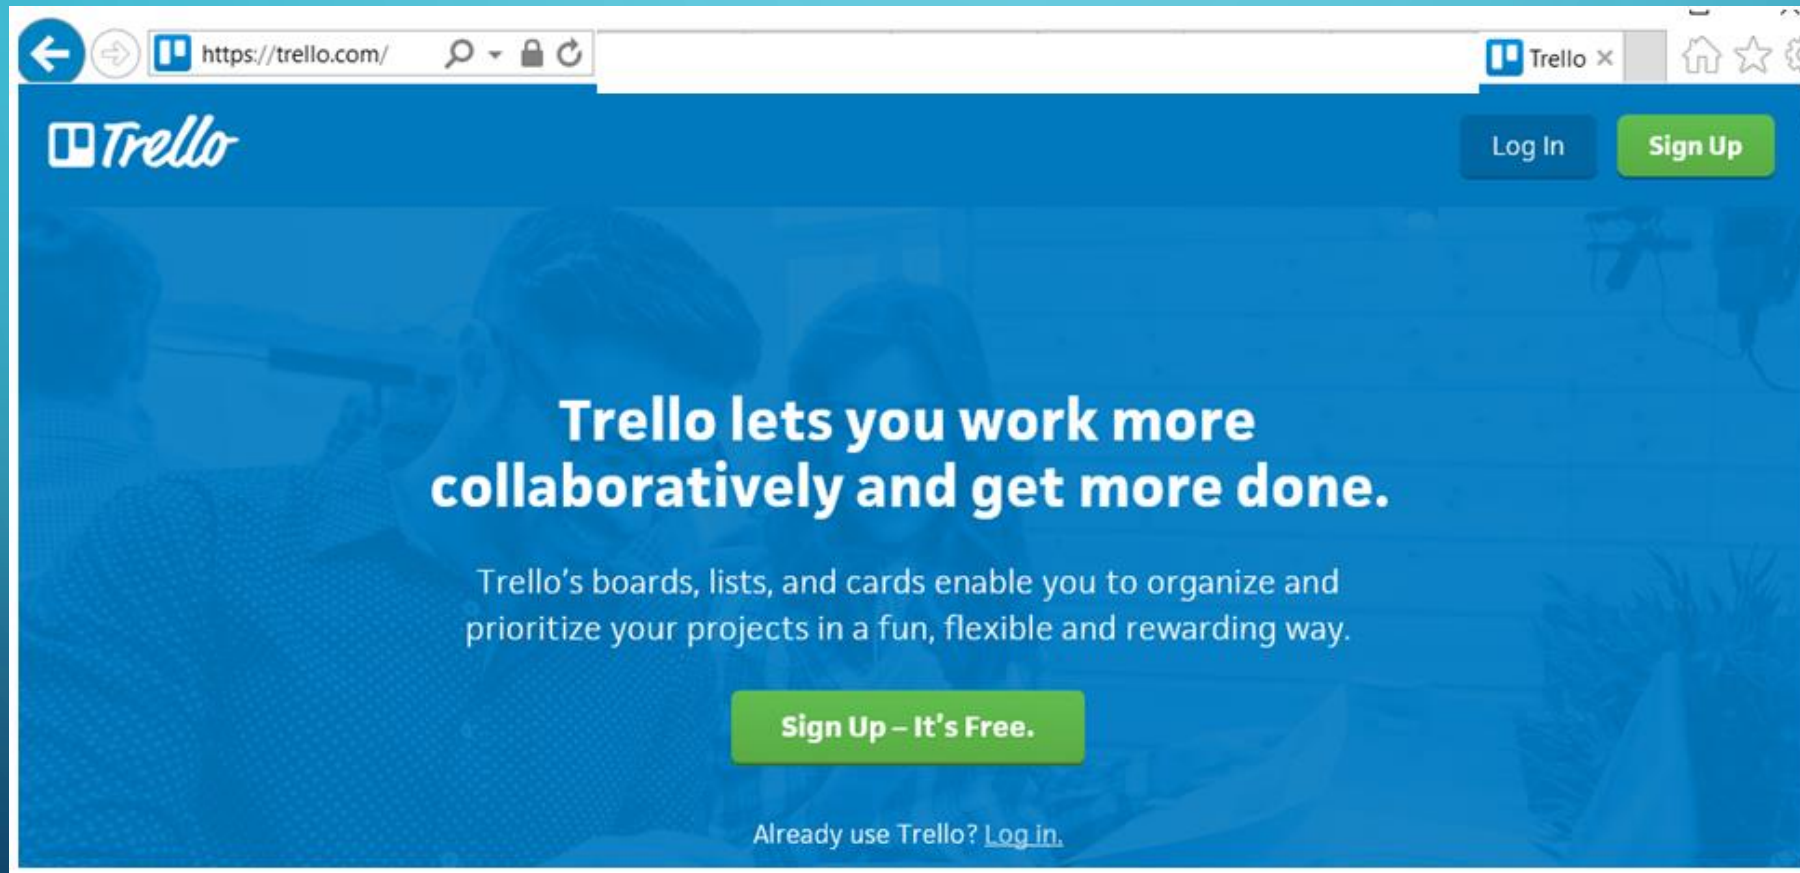 https://trello.com/
Trello
Trello
Log In
Sign Up
Trello lets you work more
collaboratively and get more done.
Trello's boards, lists, and cards enable you to organize and
prioritize your projects in a fun, flexible and rewarding way.
Sign Up – It's Free.
Already use Trello? Log in.